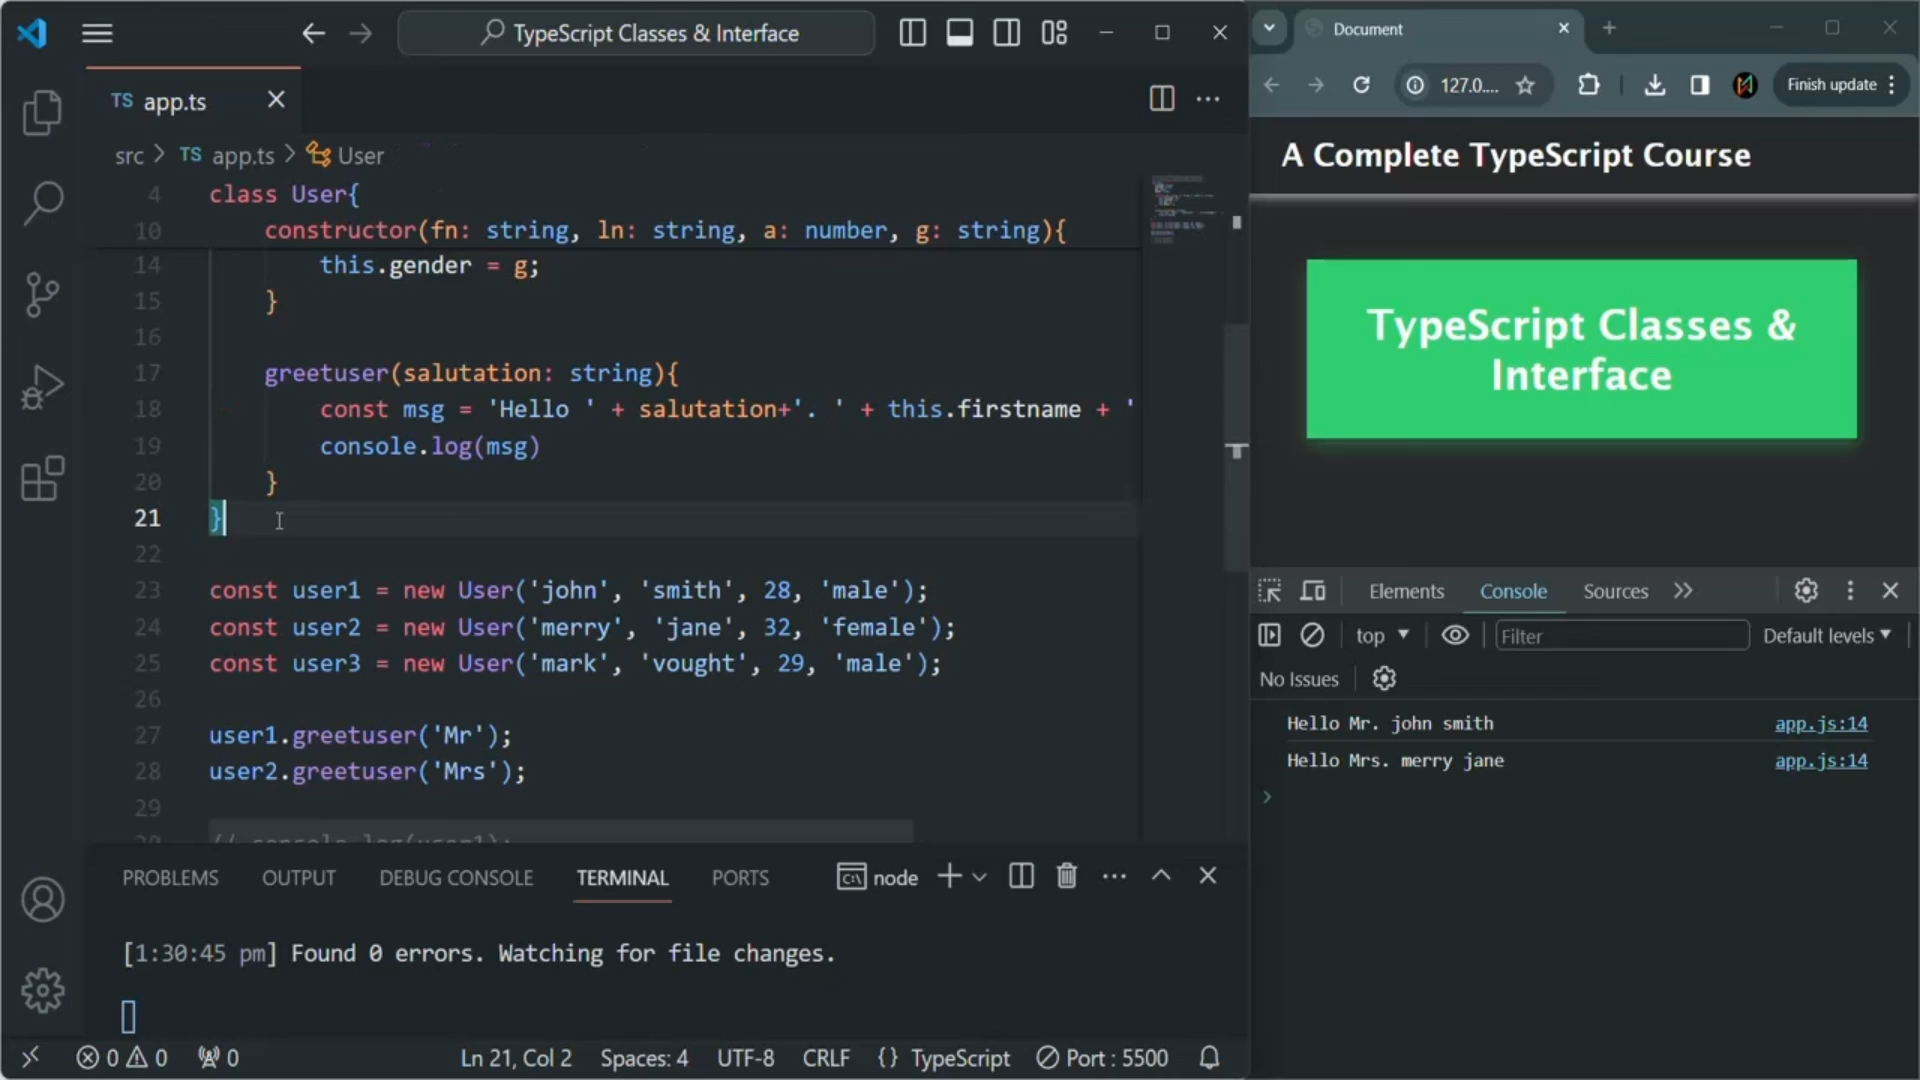 TypeScript Classes & Interface
TS app.ts
src > TS app.ts > User
4 class User{
10 constructor(fn: string, ln: string, a: number, g: string){
14 this.gender = g;
15 }
16
17 greetuser(salutation: string){
18 const msg = 'Hello ' + salutation+'. ' + this.firstname + '
19 console.log(msg)
20 }
21 }
22
23 const user1 = new User('john', 'smith', 28, 'male');
24 const user2 = new User('merry', 'jane', 32, 'female');
25 const user3 = new User('mark', 'vought', 29, 'male');
26
27 user1.greetuser('Mr');
28 user2.greetuser('Mrs');
29
// console.log(user1);
PROBLEMS OUTPUT DEBUG CONSOLE TERMINAL PORTS node
[1:30:45 pm] Found 0 errors. Watching for file changes.
0 0 0 Ln 21, Col 2 Spaces: 4 UTF-8 CRLF {} TypeScript Port : 5500
Document
127.0.... Finish update
A Complete TypeScript Course
TypeScript Classes &
Interface
Elements Console Sources
top Filter Default levels
No Issues
Hello Mr. john smith app.js:14
Hello Mrs. merry jane app.js:14